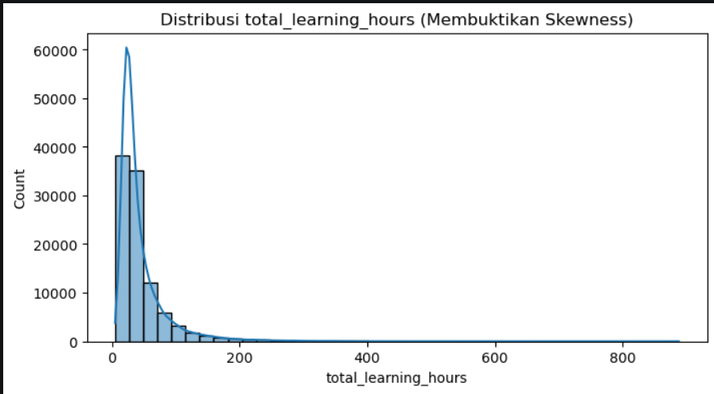 Distribusi total_learning_hours (Membuktikan Skewness)
60000
50000
40000
30000
20000
10000
0
Count
0 200 400 600 800
total_learning_hours